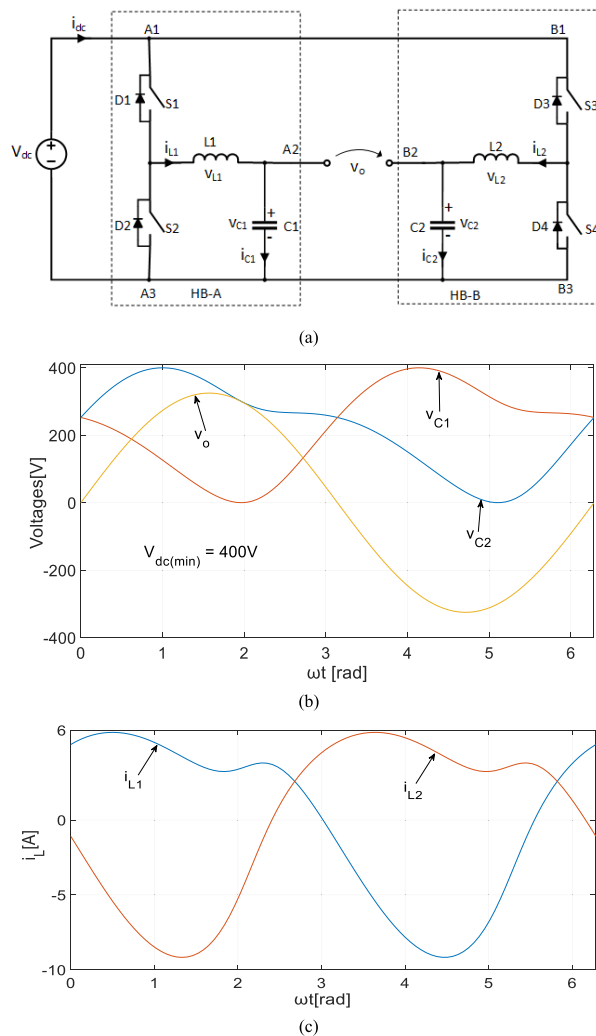 i_dc A1 B1
D1 S1 D3 S3
V_dc i_L1 L1 A2 v_o B2 L2 i_L2
v_L1 v_L2
D2 S2 v_C1 + - C1 C2 + - v_C2 D4 S4
i_C1 i_C2
A3 HB-A HB-B B3
(a)
400
200
0
-200
-400
Voltages[V]
v_o
v_C1
v_C2
V_dc(min) = 400V
0 1 2 3 4 5 6
ωt [rad]
(b)
6
0
-5
-10
i_L[A]
i_L1
i_L2
0 1 2 3 4 5 6
ωt[rad]
(c)